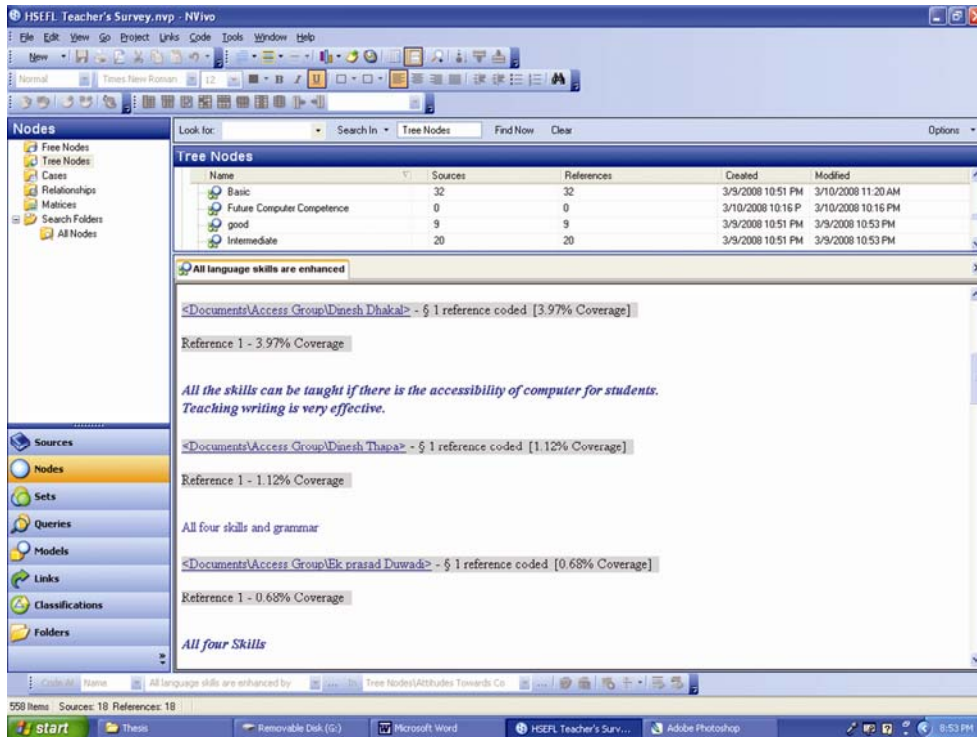 HSEFL Teacher's Survey.nvp - NVivo
File Edit View Go Project Links Code Tools Window Help
New
Normal Times New Roman 12 B I U
Nodes
Look for: Search In Tree Nodes Find Now Clear Options
Free Nodes
Tree Nodes
Cases
Relationships
Matrices
Search Folders
All Nodes
Tree Nodes
Name Sources References Created Modified
Basic 32 32 3/9/2008 10:51 PM 3/10/2008 11:20 AM
Future Computer Competence 0 0 3/10/2008 10:16 P 3/10/2008 10:16 PM
good 9 9 3/9/2008 10:51 PM 3/9/2008 10:53 PM
Intermediate 20 20 3/9/2008 10:51 PM 3/9/2008 10:53 PM
All language skills are enhanced
<Documents\Access Group\Dinesh Dhakal> - § 1 reference coded [3.97% Coverage]
Reference 1 - 3.97% Coverage
All the skills can be taught if there is the accessibility of computer for students.
Teaching writing is very effective.
<Documents\Access Group\Dinesh Thapa> - § 1 reference coded [1.12% Coverage]
Reference 1 - 1.12% Coverage
All four skills and grammar
<Documents\Access Group\Ek prasad Duwadi> - § 1 reference coded [0.68% Coverage]
Reference 1 - 0.68% Coverage
All four Skills
Sources
Nodes
Sets
Queries
Models
Links
Classifications
Folders
Code At Name All language skills are enhanced by ... In Tree Nodes\Attitudes Towards Co ...
558 Items Sources: 18 References: 18
start Thesis Removable Disk (G:) Microsoft Word HSEFL Teacher's Surv... Adobe Photoshop 8:53 PM